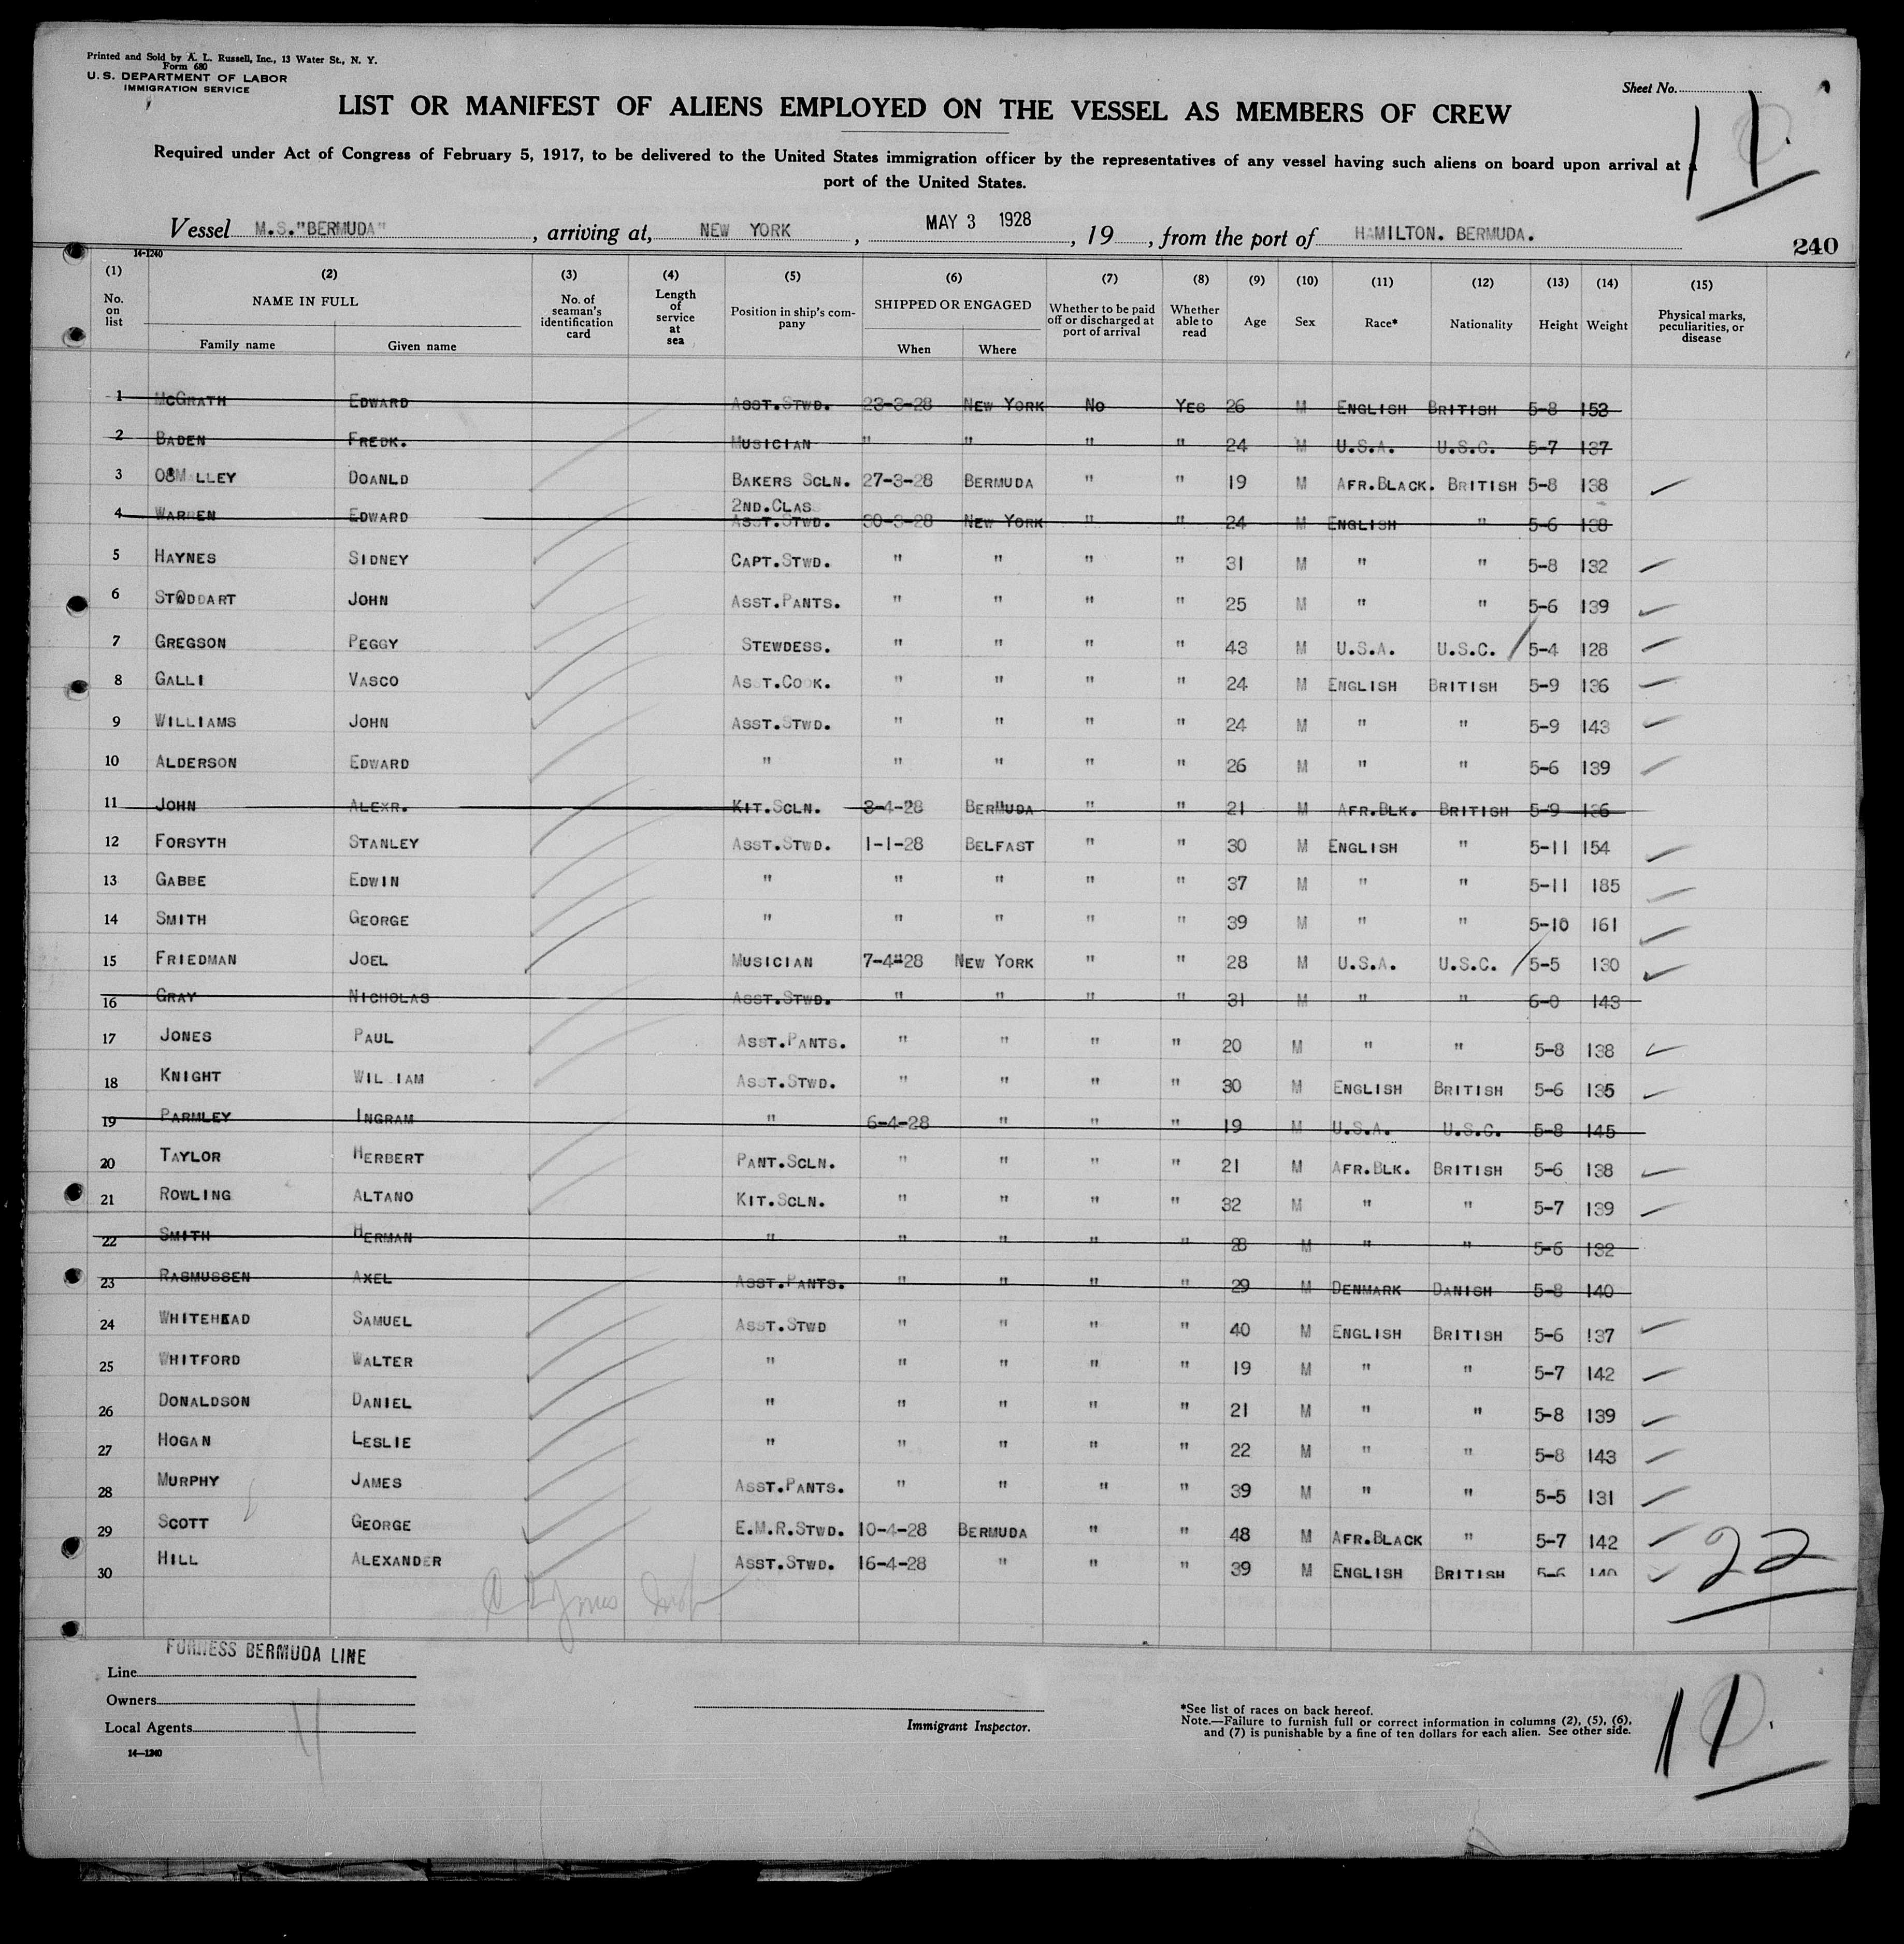 Printed and Sold by A. L. Russell, Inc., 13 Water St., N. Y.
Form 680
U. S. DEPARTMENT OF LABOR
IMMIGRATION SERVICE
Sheet No.
11
LIST OR MANIFEST OF ALIENS EMPLOYED ON THE VESSEL AS MEMBERS OF CREW
Required under Act of Congress of February 5, 1917, to be delivered to the United States immigration officer by the representatives of any vessel having such aliens on board upon arrival at a
port of the United States.
Vessel M.S."BERMUDA" , arriving at, NEW YORK , MAY 3 1928 , 19 , from the port of HAMILTON. BERMUDA.
240
14-1240
(1) (2) (3) (4) (5) (6) (7) (8) (9) (10) (11) (12) (13) (14) (15)
No. on list NAME IN FULL Family name Given name No. of seaman's identification card Length of service at sea Position in ship's company SHIPPED OR ENGAGED When Where Whether to be paid off or discharged at port of arrival Whether able to read Age Sex Race* Nationality Height Weight Physical marks, peculiarities, or disease
1 McGRATH EDWARD ASST.STWD. 23-3-28 NEW YORK No YES 26 M ENGLISH BRITISH 5-8 153
2 BADEN FREDK. MUSICIAN " " " " 24 M U.S.A. U.S.C. 5-7 137
3 O'MALLEY DOANLD BAKERS SCLN. 27-3-28 BERMUDA " " 19 M AFR.BLACK. BRITISH 5-8 138
4 WARREN EDWARD 2ND.CLAS ASST.STWD. 30-3-28 NEW YORK " " 24 M ENGLISH " 5-6 138
5 HAYNES SIDNEY CAPT.STWD. " " " " 31 M " " 5-8 132
6 STODDART JOHN ASST.PANTS. " " " " 25 M " " 5-6 139
7 GREGSON PEGGY STEWDESS. " " " " 43 M U.S.A. U.S.C. 5-4 128
8 GALLI VASCO ASST.COOK. " " " " 24 M ENGLISH BRITISH 5-9 136
9 WILLIAMS JOHN ASST.STWD. " " " " 24 M " " 5-9 143
10 ALDERSON EDWARD " " " " " 26 M " " 5-6 139
11 JOHN ALEXR. KIT.SCLN. 3-4-28 BERMUDA " " 21 M AFR.BLK. BRITISH 5-9 136
12 FORSYTH STANLEY ASST.STWD. 1-1-28 BELFAST " " 30 M ENGLISH " 5-11 154
13 GABBE EDWIN " " " " " 37 M " " 5-11 185
14 SMITH GEORGE " " " " " 39 M " " 5-10 161
15 FRIEDMAN JOEL MUSICIAN 7-4-28 NEW YORK " " 28 M U.S.A. U.S.C. 5-5 130
16 GRAY NICHOLAS ASST.STWD. " " " " 31 M " " 6-0 143
17 JONES PAUL ASST.PANTS. " " " " 20 M " " 5-8 138
18 KNIGHT WILLIAM ASST.STWD. " " " " 30 M ENGLISH BRITISH 5-6 135
19 PARMLEY INGRAM " 6-4-28 " " " 19 M U.S.A. U.S.C. 5-8 145
20 TAYLOR HERBERT PANT.SCLN. " " " " 21 M AFR.BLK. BRITISH 5-6 138
21 ROWLING ALTANO KIT.SCLN. " " " " 32 M " " 5-7 139
22 SMITH HERMAN " " " " " 28 M " " 5-6 132
23 RASMUSSEN AXEL ASST.PANTS. " " " " 29 M DENMARK DANISH 5-8 140
24 WHITEHEAD SAMUEL ASST.STWD " " " " 40 M ENGLISH BRITISH 5-6 137
25 WHITFORD WALTER " " " " " 19 M " " 5-7 142
26 DONALDSON DANIEL " " " " " 21 M " " 5-8 139
27 HOGAN LESLIE " " " " " 22 M " " 5-8 143
28 MURPHY JAMES ASST.PANTS. " " " " 39 M " " 5-5 131
29 SCOTT GEORGE E.M.R.STWD. 10-4-28 BERMUDA " " 48 M AFR.BLACK " 5-7 142
30 HILL ALEXANDER ASST.STWD. 16-4-28 " " " 39 M ENGLISH BRITISH 5-6 140
22
FURNESS BERMUDA LINE
Line
Owners
Local Agents
14-1240
Immigrant Inspector.
*See list of races on back hereof.
Note.—Failure to furnish full or correct information in columns (2), (5), (6),
and (7) is punishable by a fine of ten dollars for each alien. See other side.
11